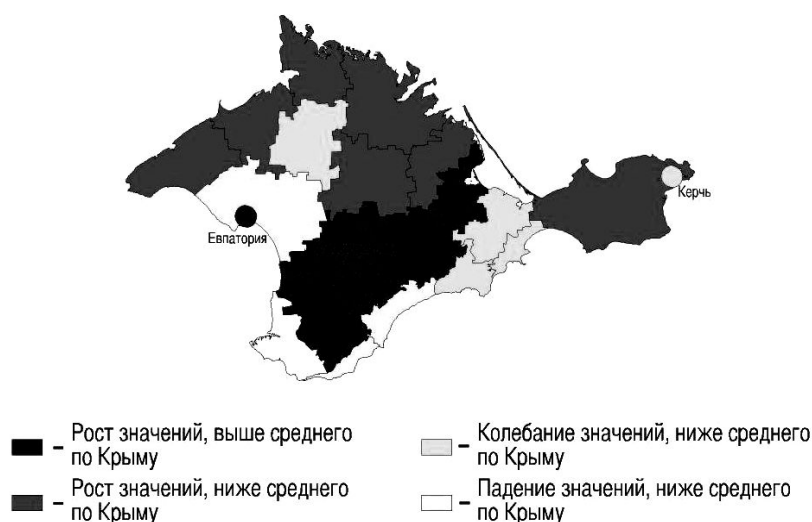 Керчь
Евпатория
– Рост значений, выше среднего
по Крыму
– Рост значений, ниже среднего
по Крыму
– Колебание значений, ниже среднего
по Крыму
– Падение значений, ниже среднего
по Крыму